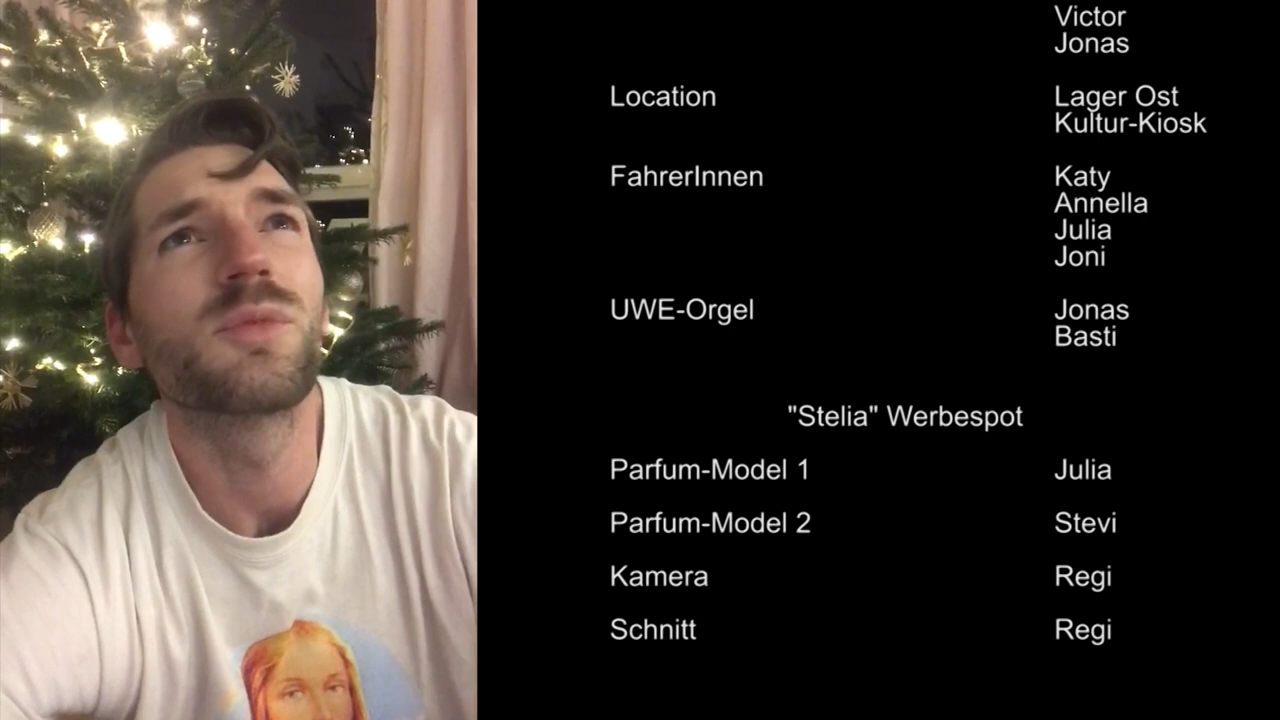 Victor
Jonas
Location Lager Ost
Kultur-Kiosk
FahrerInnen Katy
Annella
Julia
Joni
UWE-Orgel Jonas
Basti
"Stelia" Werbespot
Parfum-Model 1 Julia
Parfum-Model 2 Stevi
Kamera Regi
Schnitt Regi